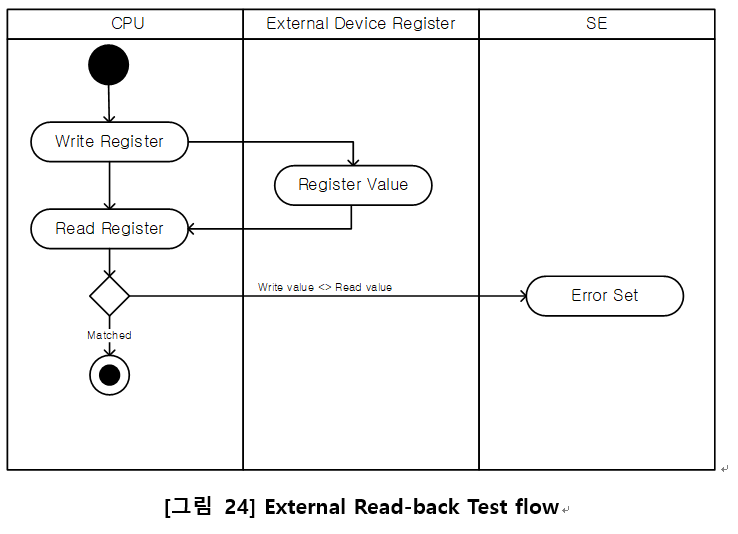 CPU
External Device Register
SE
Write Register
Register Value
Read Register
Write value <> Read value
Error Set
Matched
[그림 24] External Read-back Test flow